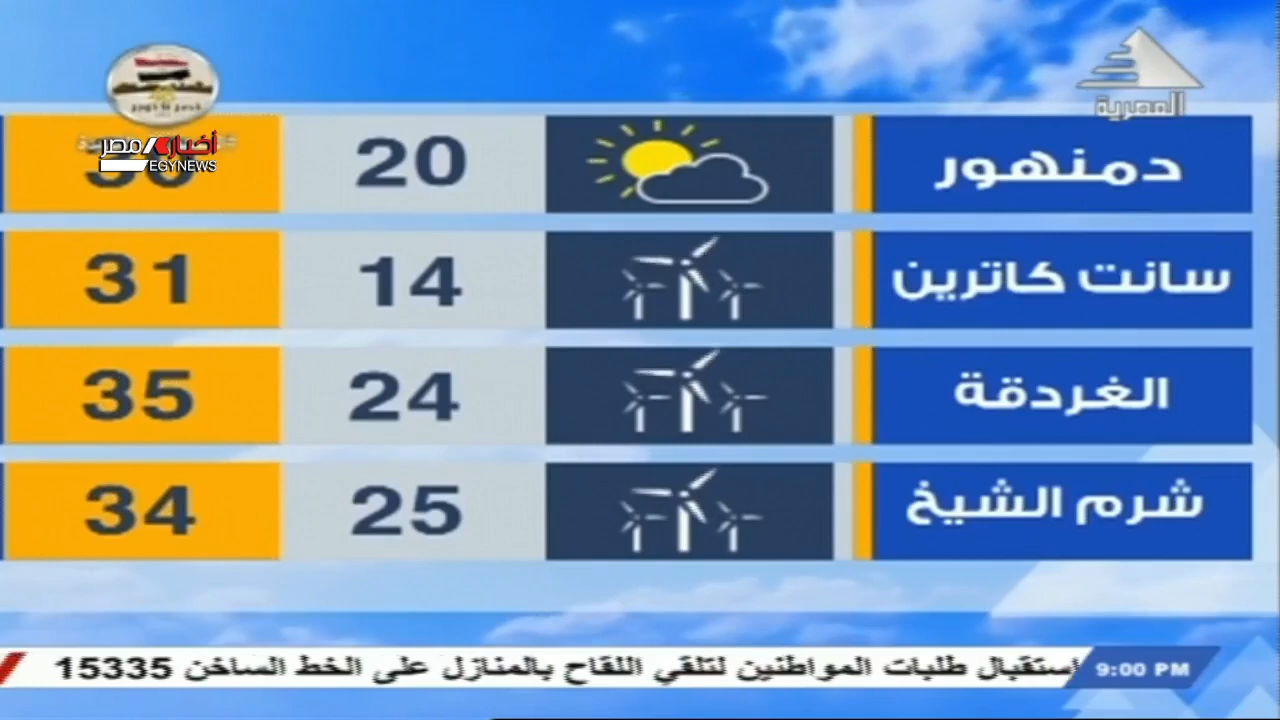 المصرية
أخبار/مصر
EGYNEWS
دمنهور 20
سانت كاترين 14 31
الغردقة 24 35
شرم الشيخ 25 34
9:00 PM استقبال طلبات المواطنين لتلقي اللقاح بالمنازل على الخط الساخن 15335